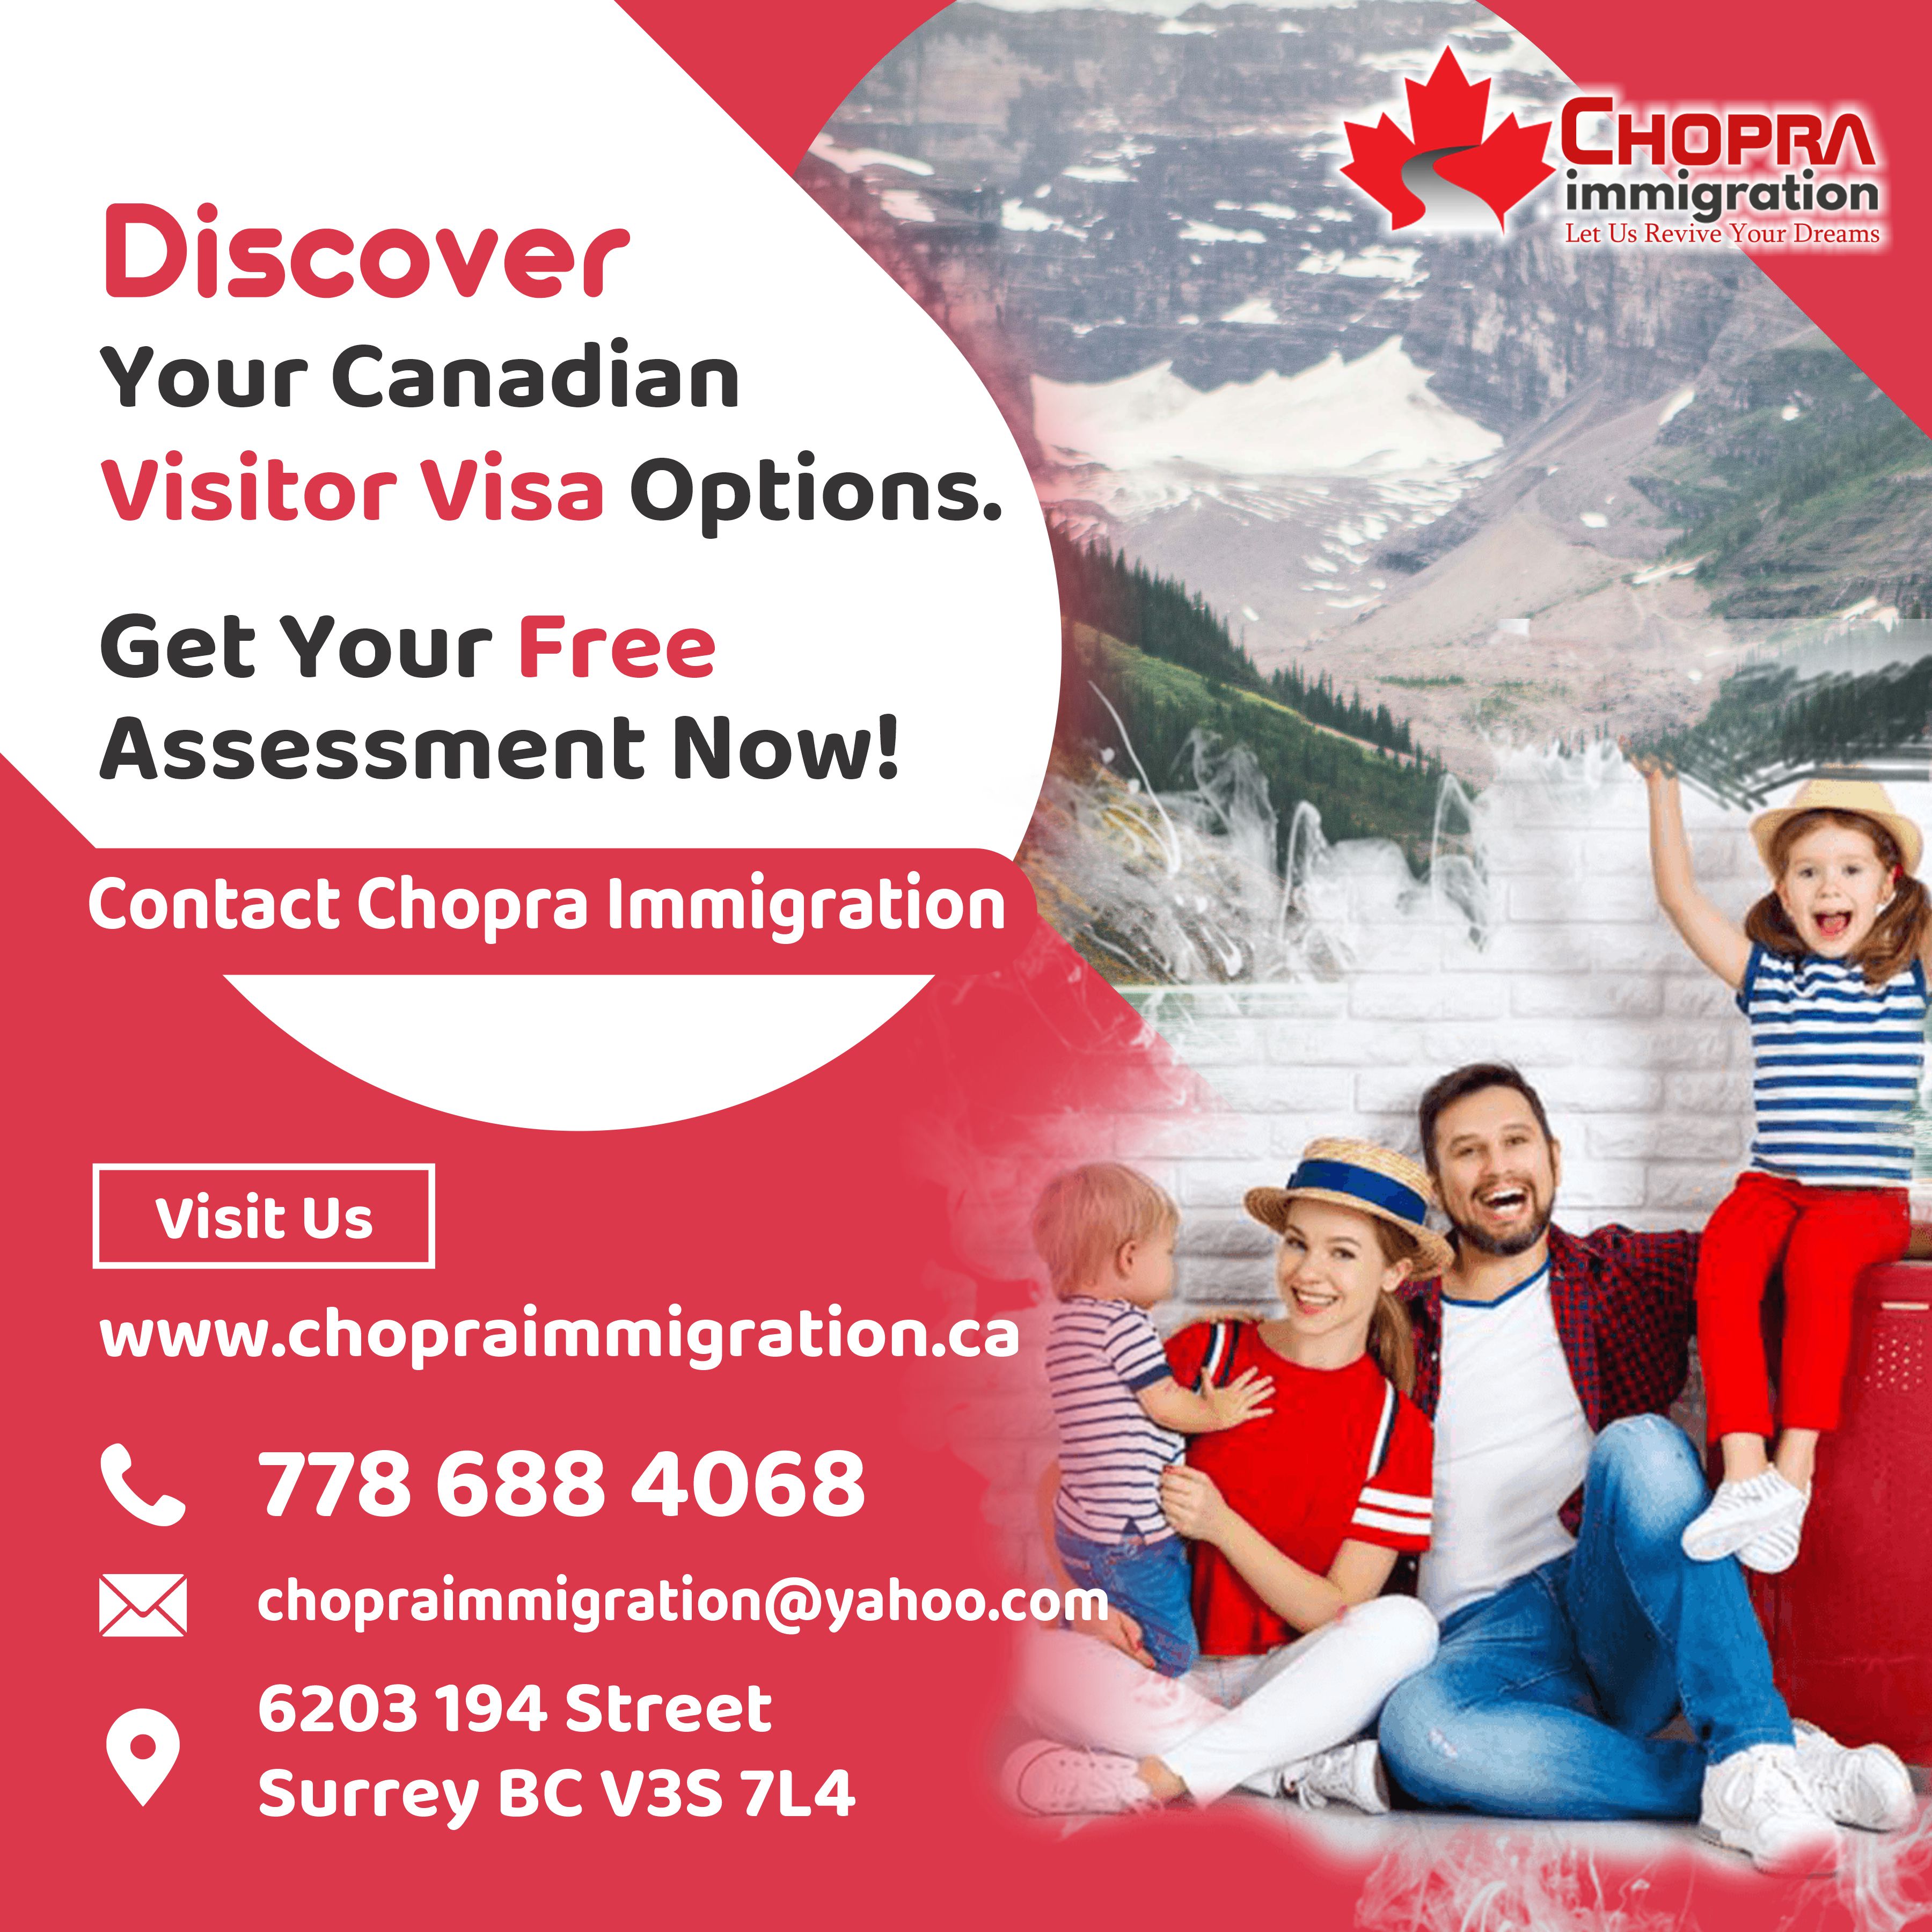 CHOPRA
immigration
Let Us Revive Your Dreams
Discover
Your Canadian
Visitor Visa Options.
Get Your Free
Assessment Now!
Contact Chopra Immigration
Visit Us
www.chopraimmigration.ca
778 688 4068
chopraimmigration@yahoo.com
6203 194 Street
Surrey BC V3S 7L4